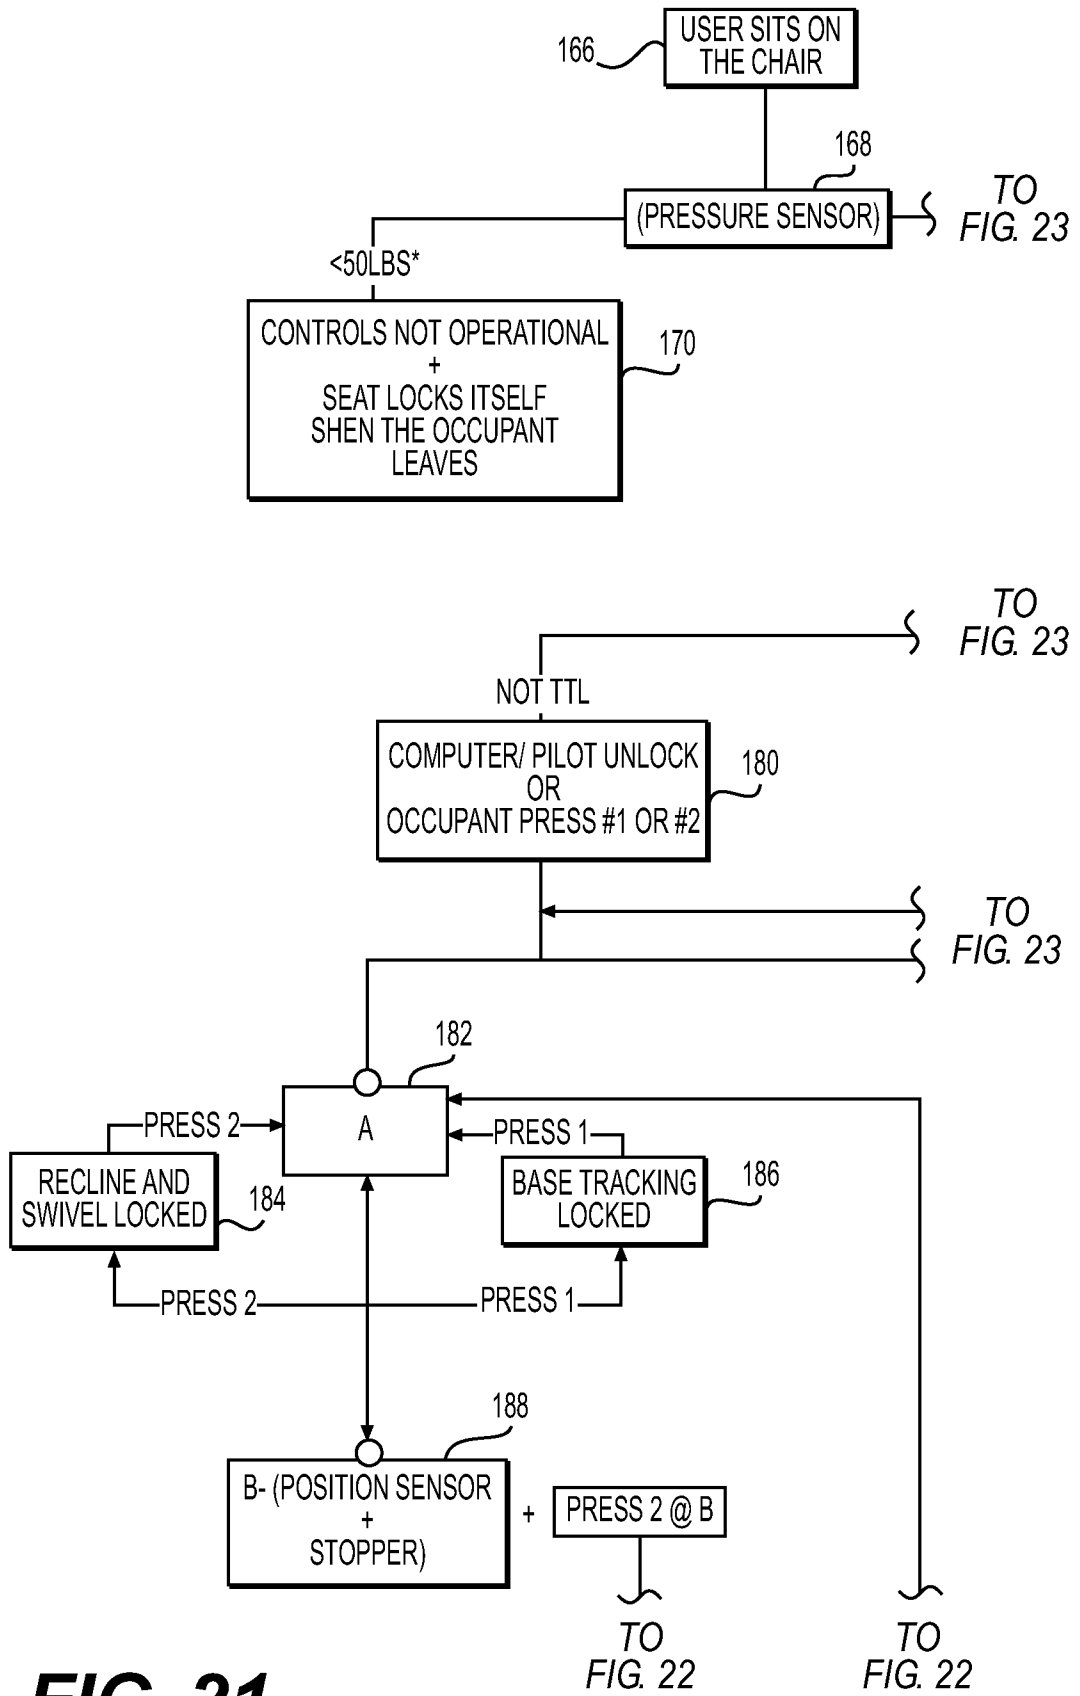 USER SITS ON
THE CHAIR
166
168
(PRESSURE SENSOR)
TO
FIG. 23
<50LBS*
CONTROLS NOT OPERATIONAL
+
SEAT LOCKS ITSELF
SHEN THE OCCUPANT
LEAVES
170
TO
FIG. 23
NOT TTL
COMPUTER/ PILOT UNLOCK
OR
OCCUPANT PRESS #1 OR #2
180
TO
FIG. 23
182
A
PRESS 2
PRESS 1
RECLINE AND
SWIVEL LOCKED
184
BASE TRACKING
LOCKED
186
PRESS 2
PRESS 1
188
B- (POSITION SENSOR
+
STOPPER)
+
PRESS 2 @ B
TO
FIG. 22
TO
FIG. 22
FIG. 21